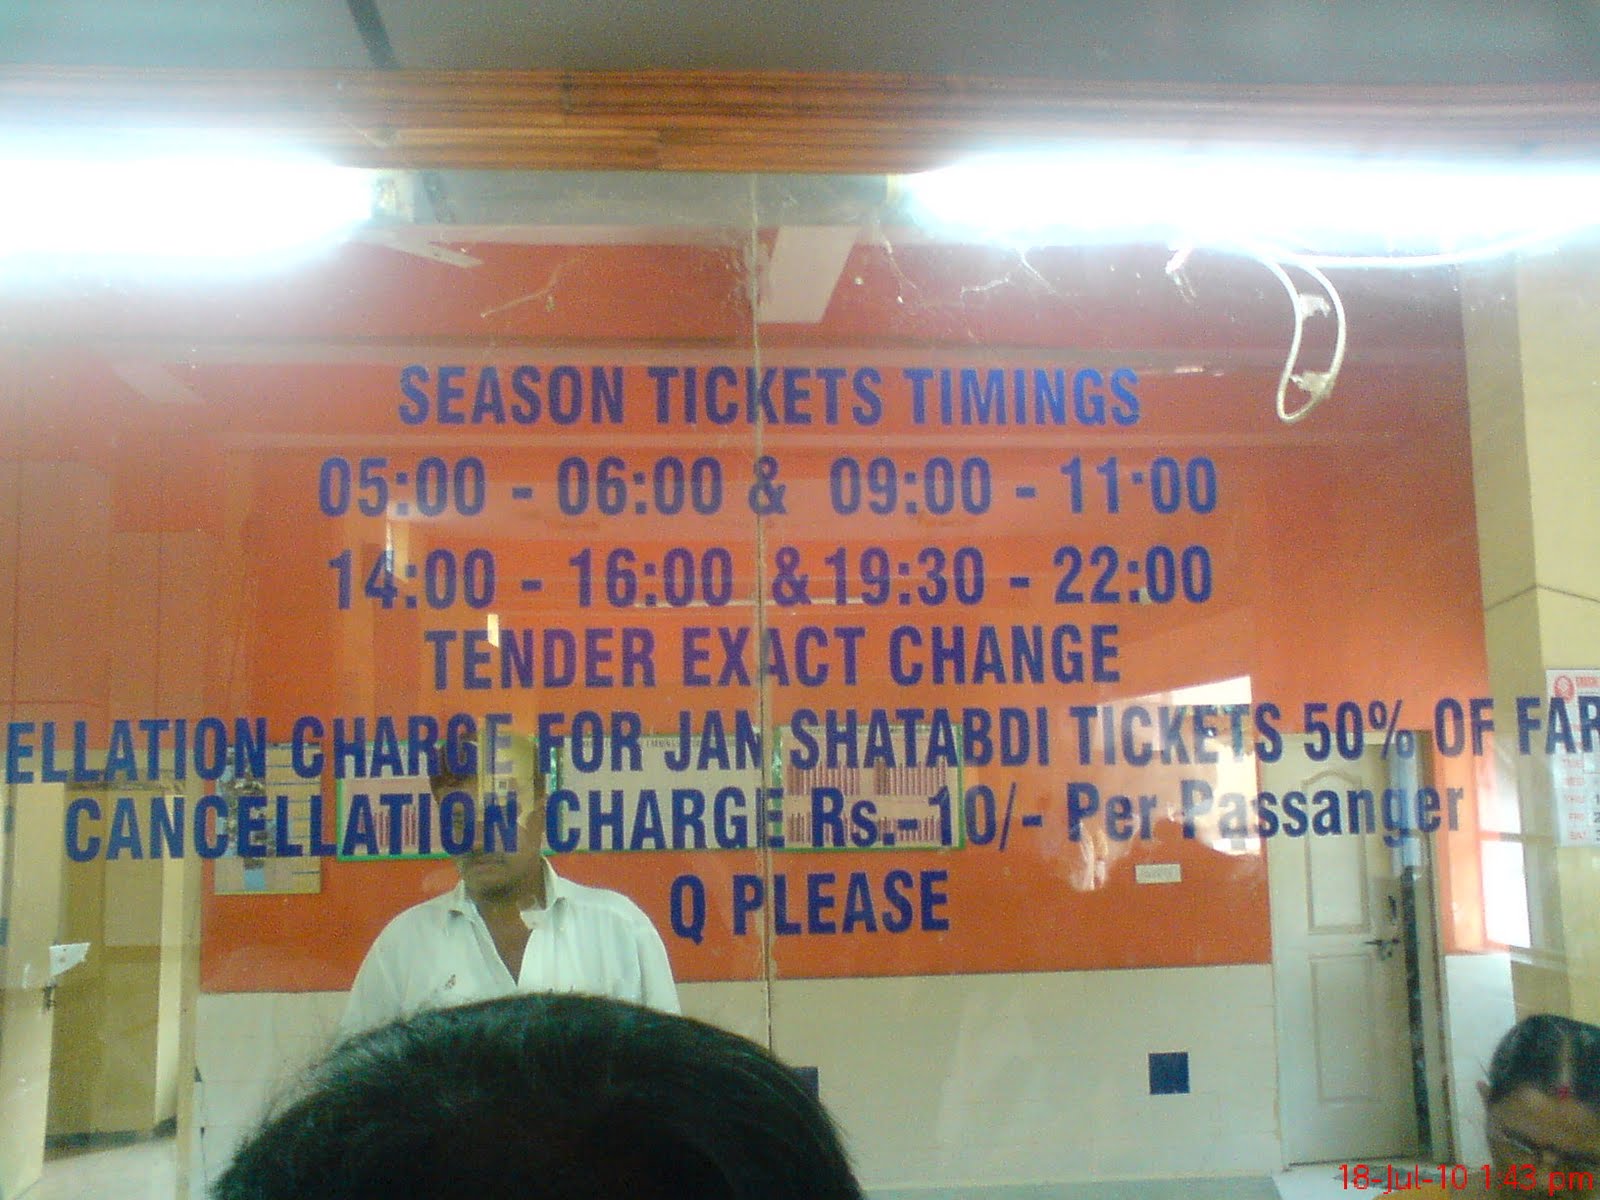 SEASON TICKETS TIMINGS
05:00 - 06:00 & 09:00 - 11:00
14:00 - 16:00 & 19:30 - 22:00
TENDER EXACT CHANGE
ELLATION CHARGE FOR JAN SHATABDI TICKETS 50% OF FAR
CANCELLATION CHARGE Rs.-10/- Per Passanger
Q PLEASE
18-Jul-10 1:43 pm